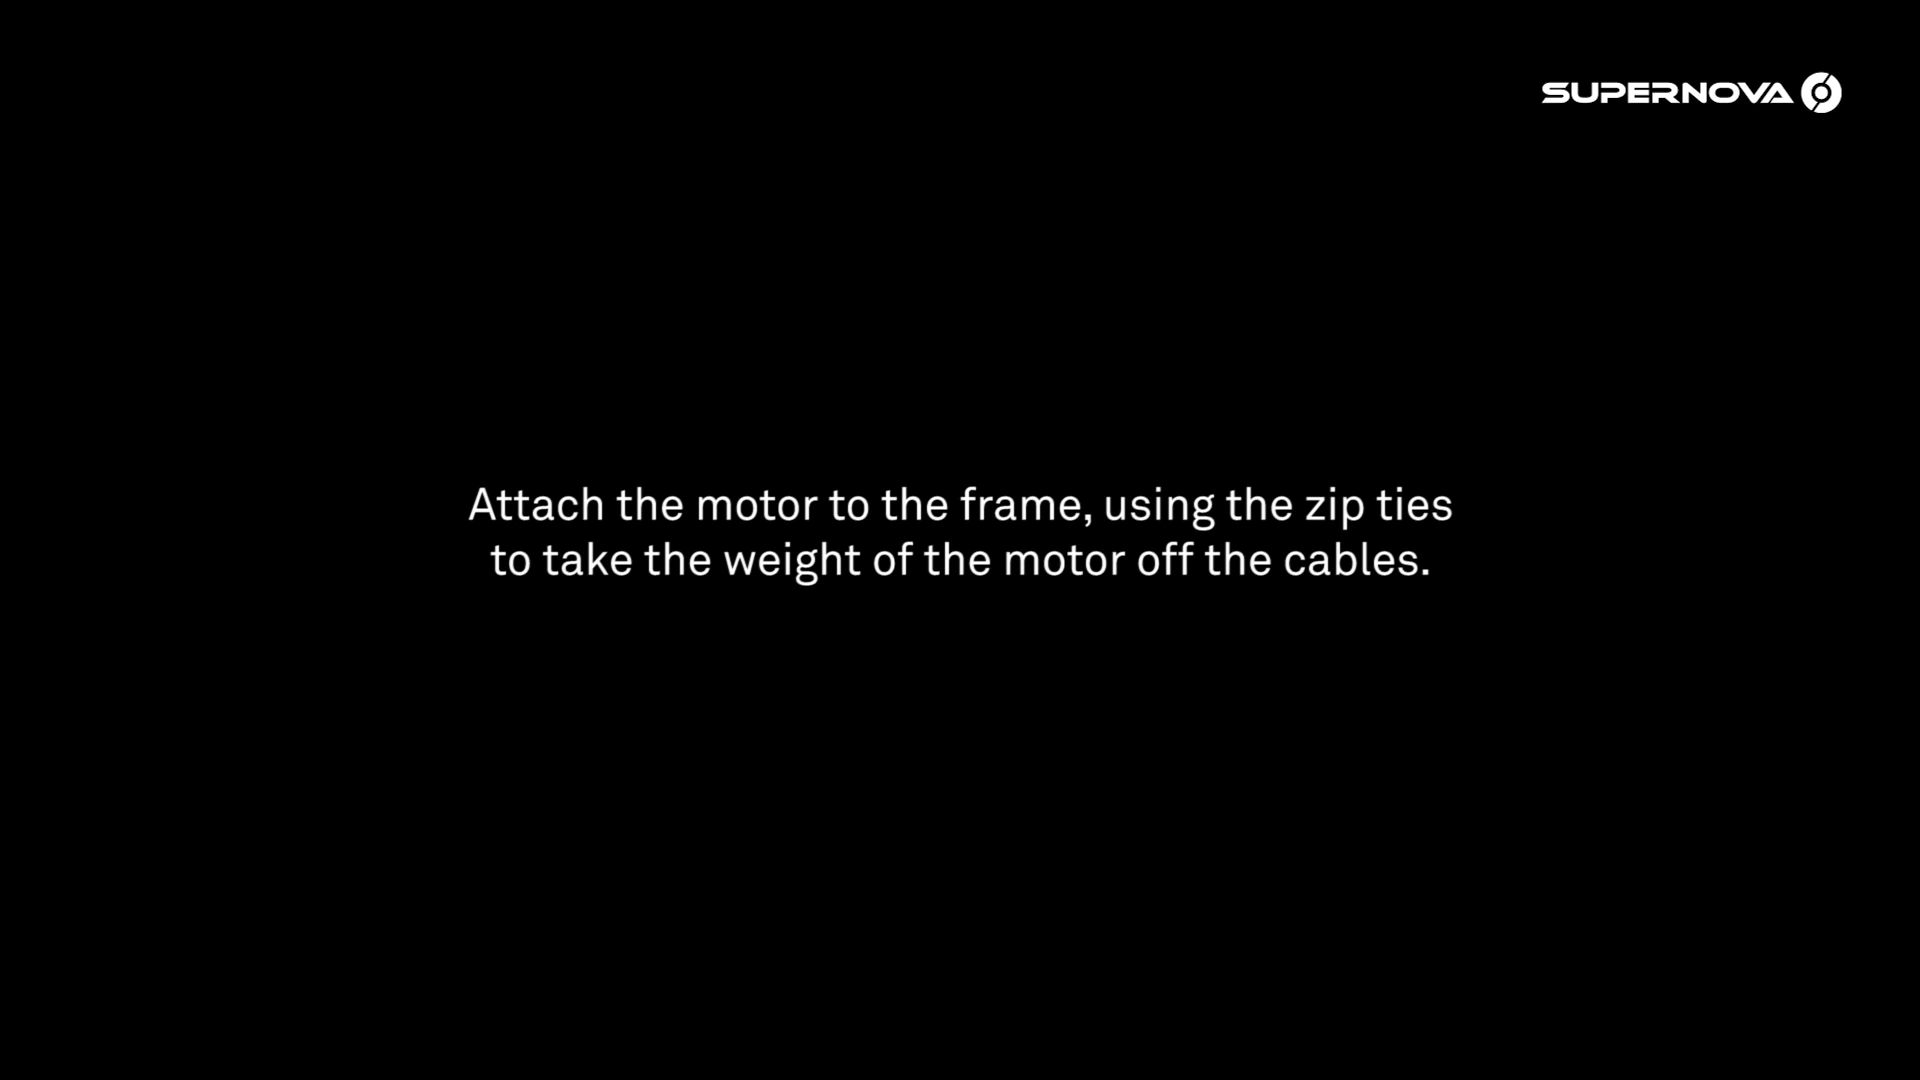 SUPERNOVA
Attach the motor to the frame, using the zip ties
to take the weight of the motor off the cables.